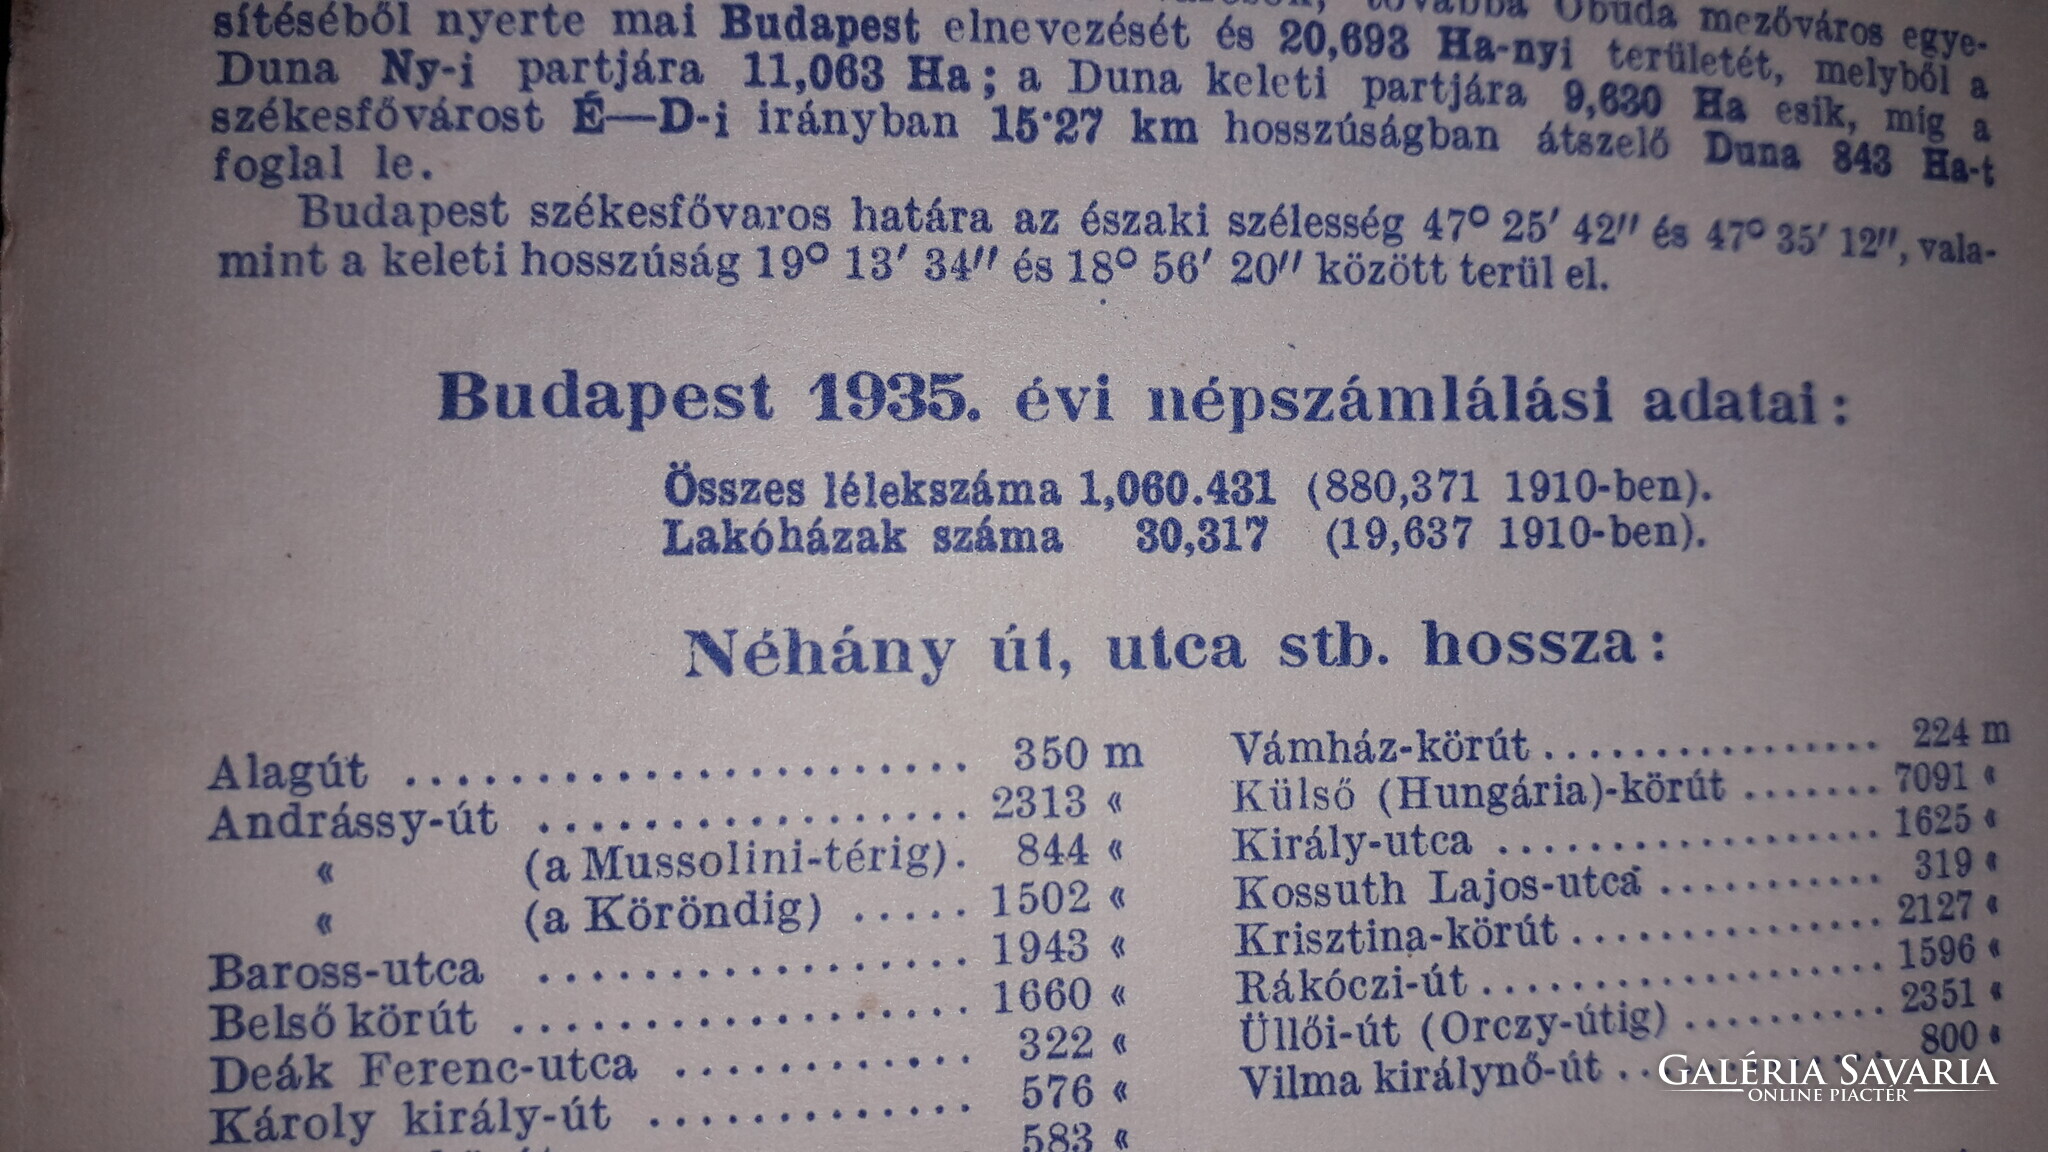 továbbá Óbuda mezőváros egye-
sítéséből nyerte mai Budapest elnevezését és 20,693 Ha-nyi területét, melyből a
Duna Ny-i partjára 11,063 Ha; a Duna keleti partjára 9,630 Ha esik, míg a
székesfővárost É—D-i irányban 15·27 km hosszúságban átszelő Duna 843 Ha-t
foglal le.
Budapest székesfővaros határa az északi szélesség 47° 25′ 42″ és 47° 35′ 12″, vala-
mint a keleti hosszúság 19° 13′ 34″ és 18° 56′ 20″ között terül el.
Budapest 1935. évi népszámlálási adatai:
Összes lélekszáma 1,060.431 (880,371 1910-ben).
Lakóházak száma 30,317 (19,637 1910-ben).
Néhány út, utca stb. hossza:
Alagút ........................ 350 m
Andrássy-út .................. 2313 «
« (a Mussolini-térig). 844 «
« (a Köröndig) ..... 1502 «
Baross-utca .................. 1943 «
Belső körút ................... 1660 «
Deák Ferenc-utca ............ 322 «
Károly király-út .............. 576 «
583 «
Vámház-körút ................. 224 m
Külső (Hungária)-körút ....... 7091 «
Király-utca .................... 1625 «
Kossuth Lajos-utca ........... 319 «
Krisztina-körút ................ 2127 «
Rákóczi-út ..................... 1596 «
Üllői-út (Orczy-útig) .......... 2351 «
Vilma királynő-út .............. 800 «
GALÉRIA SAVARIA
ONLINE PIACTÉR